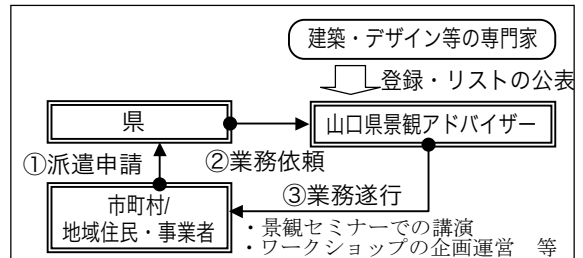 建築・デザイン等の専門家
登録・リストの公表
県
山口県景観アドバイザー
①派遣申請
②業務依頼
③業務遂行
市町村/
地域住民・事業者
・景観セミナーでの講演
・ワークショップの企画運営　等